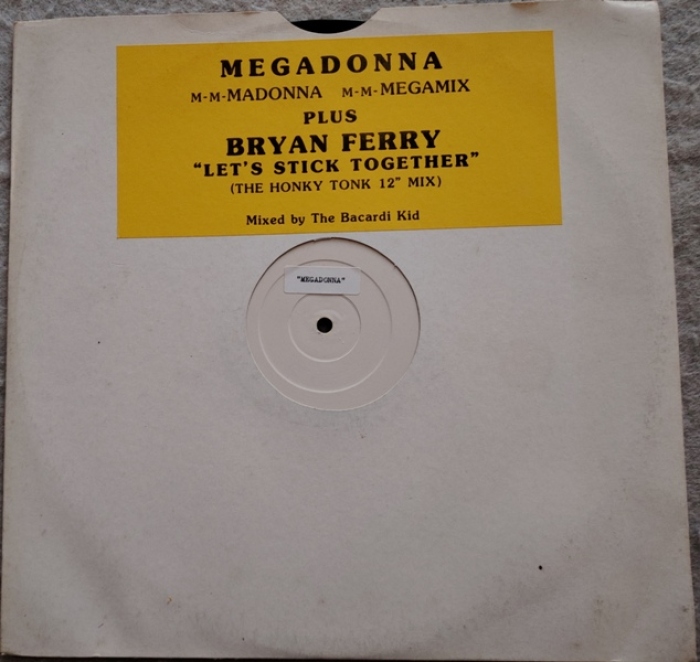 MEGADONNA
M-M-MADONNA M-M-MEGAMIX
PLUS
BRYAN FERRY
"LET'S STICK TOGETHER"
(THE HONKY TONK 12" MIX)
Mixed by The Bacardi Kid
"MEGADONNA"